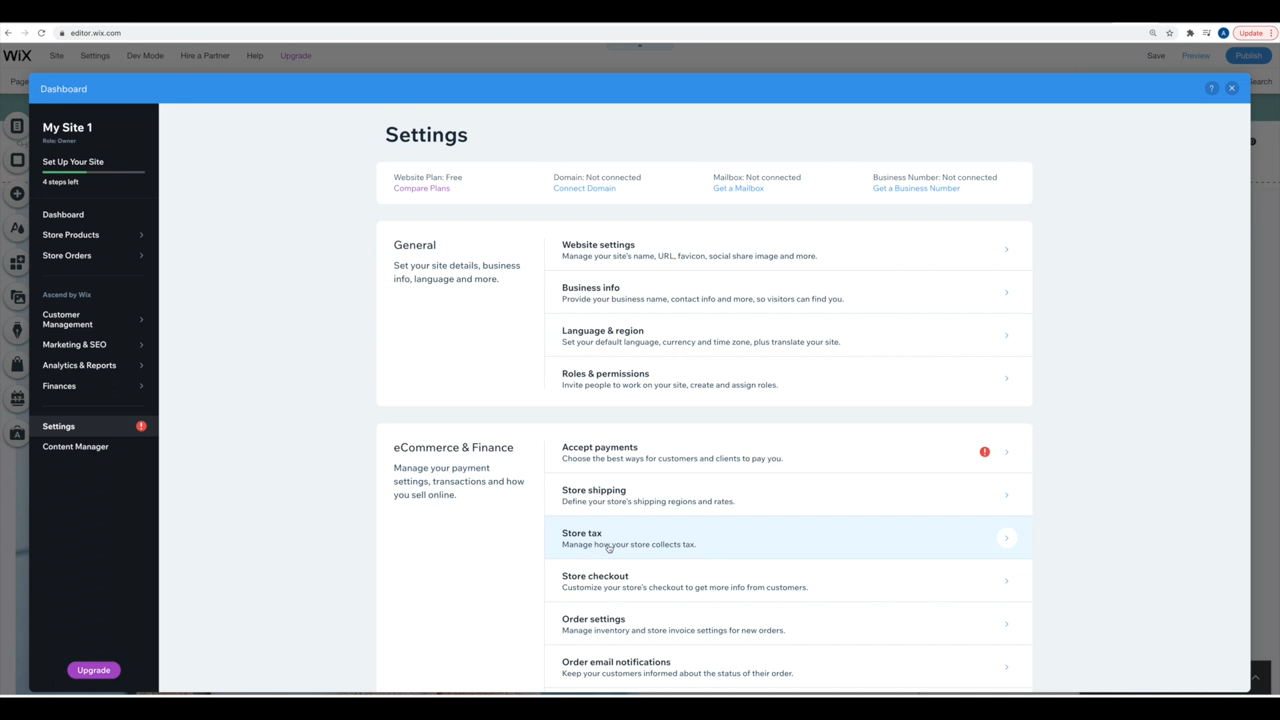 editor.wix.com
Update
WiX Site Settings Dev Mode Hire a Partner Help Upgrade Save Preview Publish
Page Search
Dashboard ?
My Site 1
Role: Owner
Set Up Your Site
4 steps left
Dashboard
Store Products
Store Orders
Ascend by Wix
Customer
Management
Marketing & SEO
Analytics & Reports
Finances
Settings !
Content Manager
Upgrade
Settings
Website Plan: Free
Compare Plans
Domain: Not connected
Connect Domain
Mailbox: Not connected
Get a Mailbox
Business Number: Not connected
Get a Business Number
General
Set your site details, business
info, language and more.
Website settings
Manage your site's name, URL, favicon, social share image and more.
Business info
Provide your business name, contact info and more, so visitors can find you.
Language & region
Set your default language, currency and time zone, plus translate your site.
Roles & permissions
Invite people to work on your site, create and assign roles.
eCommerce & Finance
Manage your payment
settings, transactions and how
you sell online.
Accept payments
Choose the best ways for customers and clients to pay you.
!
Store shipping
Define your store's shipping regions and rates.
Store tax
Manage how your store collects tax.
Store checkout
Customize your store's checkout to get more info from customers.
Order settings
Manage inventory and store invoice settings for new orders.
Order email notifications
Keep your customers informed about the status of their order.